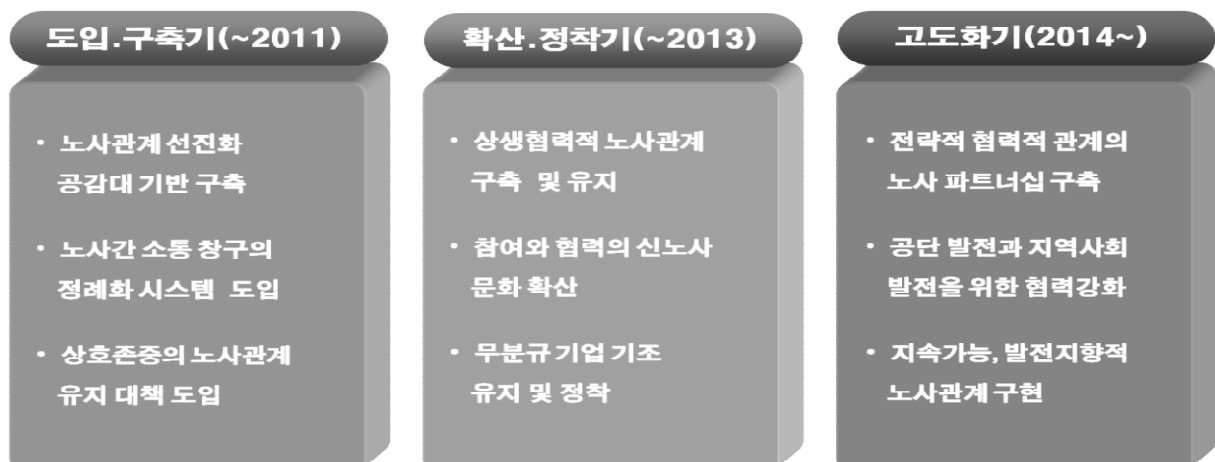 도입.구축기(~2011)
• 노사관계 선진화
공감대 기반 구축
• 노사간 소통 창구의
정례화 시스템 도입
• 상호존중의 노사관계
유지 대책 도입
확산.정착기(~2013)
• 상생협력적 노사관계
구축 및 유지
• 참여와 협력의 신노사
문화 확산
• 무분규 기업 기조
유지 및 정착
고도화기(2014~)
• 전략적 협력적 관계의
노사 파트너십 구축
• 공단 발전과 지역사회
발전을 위한 협력강화
• 지속가능, 발전지향적
노사관계 구현